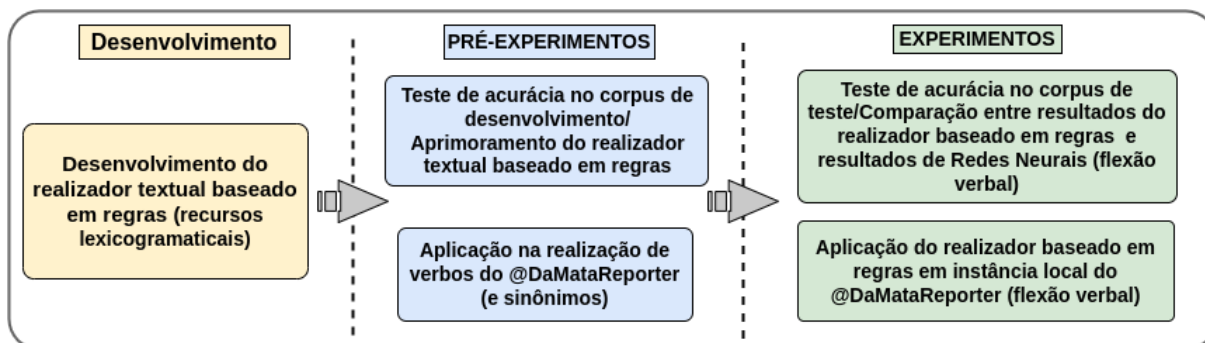 Desenvolvimento
Desenvolvimento do
realizador textual baseado
em regras (recursos
lexicogramaticais)
PRÉ-EXPERIMENTOS
Teste de acurácia no corpus de
desenvolvimento/
Aprimoramento do realizador
textual baseado em regras
Aplicação na realização de
verbos do @DaMataReporter
(e sinônimos)
EXPERIMENTOS
Teste de acurácia no corpus de
teste/Comparação entre resultados do
realizador baseado em regras e
resultados de Redes Neurais (flexão
verbal)
Aplicação do realizador baseado em
regras em instância local do
@DaMataReporter (flexão verbal)